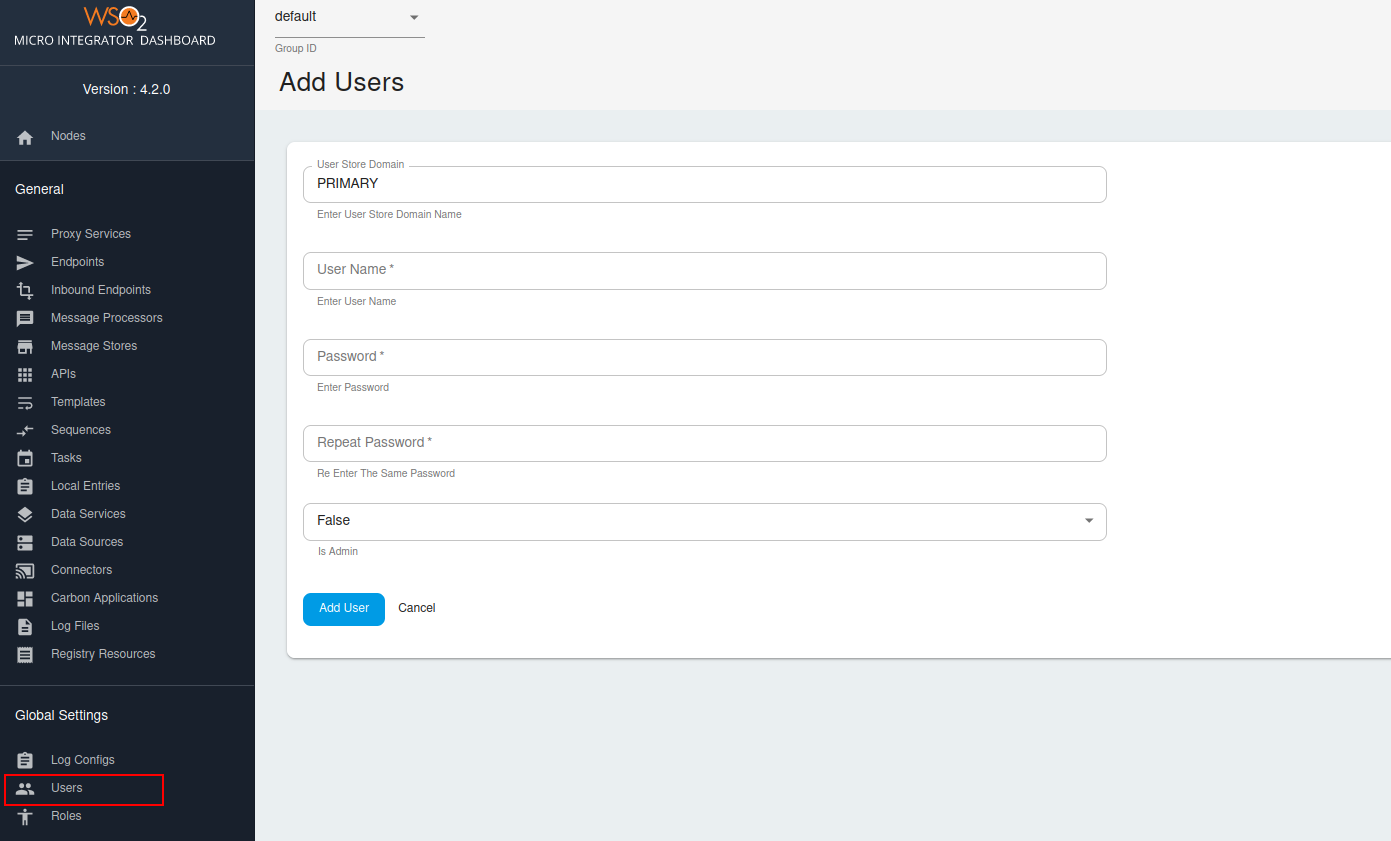 WSO2
MICRO INTEGRATOR DASHBOARD
Version : 4.2.0
Nodes
General
Proxy Services
Endpoints
Inbound Endpoints
Message Processors
Message Stores
APIs
Templates
Sequences
Tasks
Local Entries
Data Services
Data Sources
Connectors
Carbon Applications
Log Files
Registry Resources
Global Settings
Log Configs
Users
Roles
default
Group ID
Add Users
User Store Domain
PRIMARY
Enter User Store Domain Name
User Name *
Enter User Name
Password *
Enter Password
Repeat Password *
Re Enter The Same Password
False
Is Admin
Add User Cancel